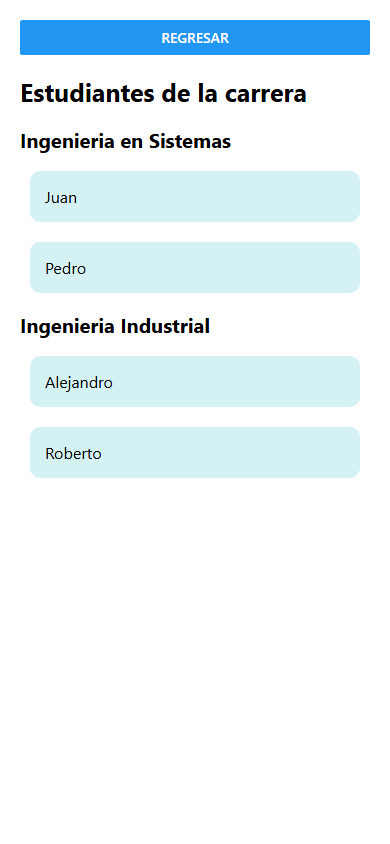 REGRESAR
Estudiantes de la carrera
Ingenieria en Sistemas
Juan
Pedro
Ingenieria Industrial
Alejandro
Roberto